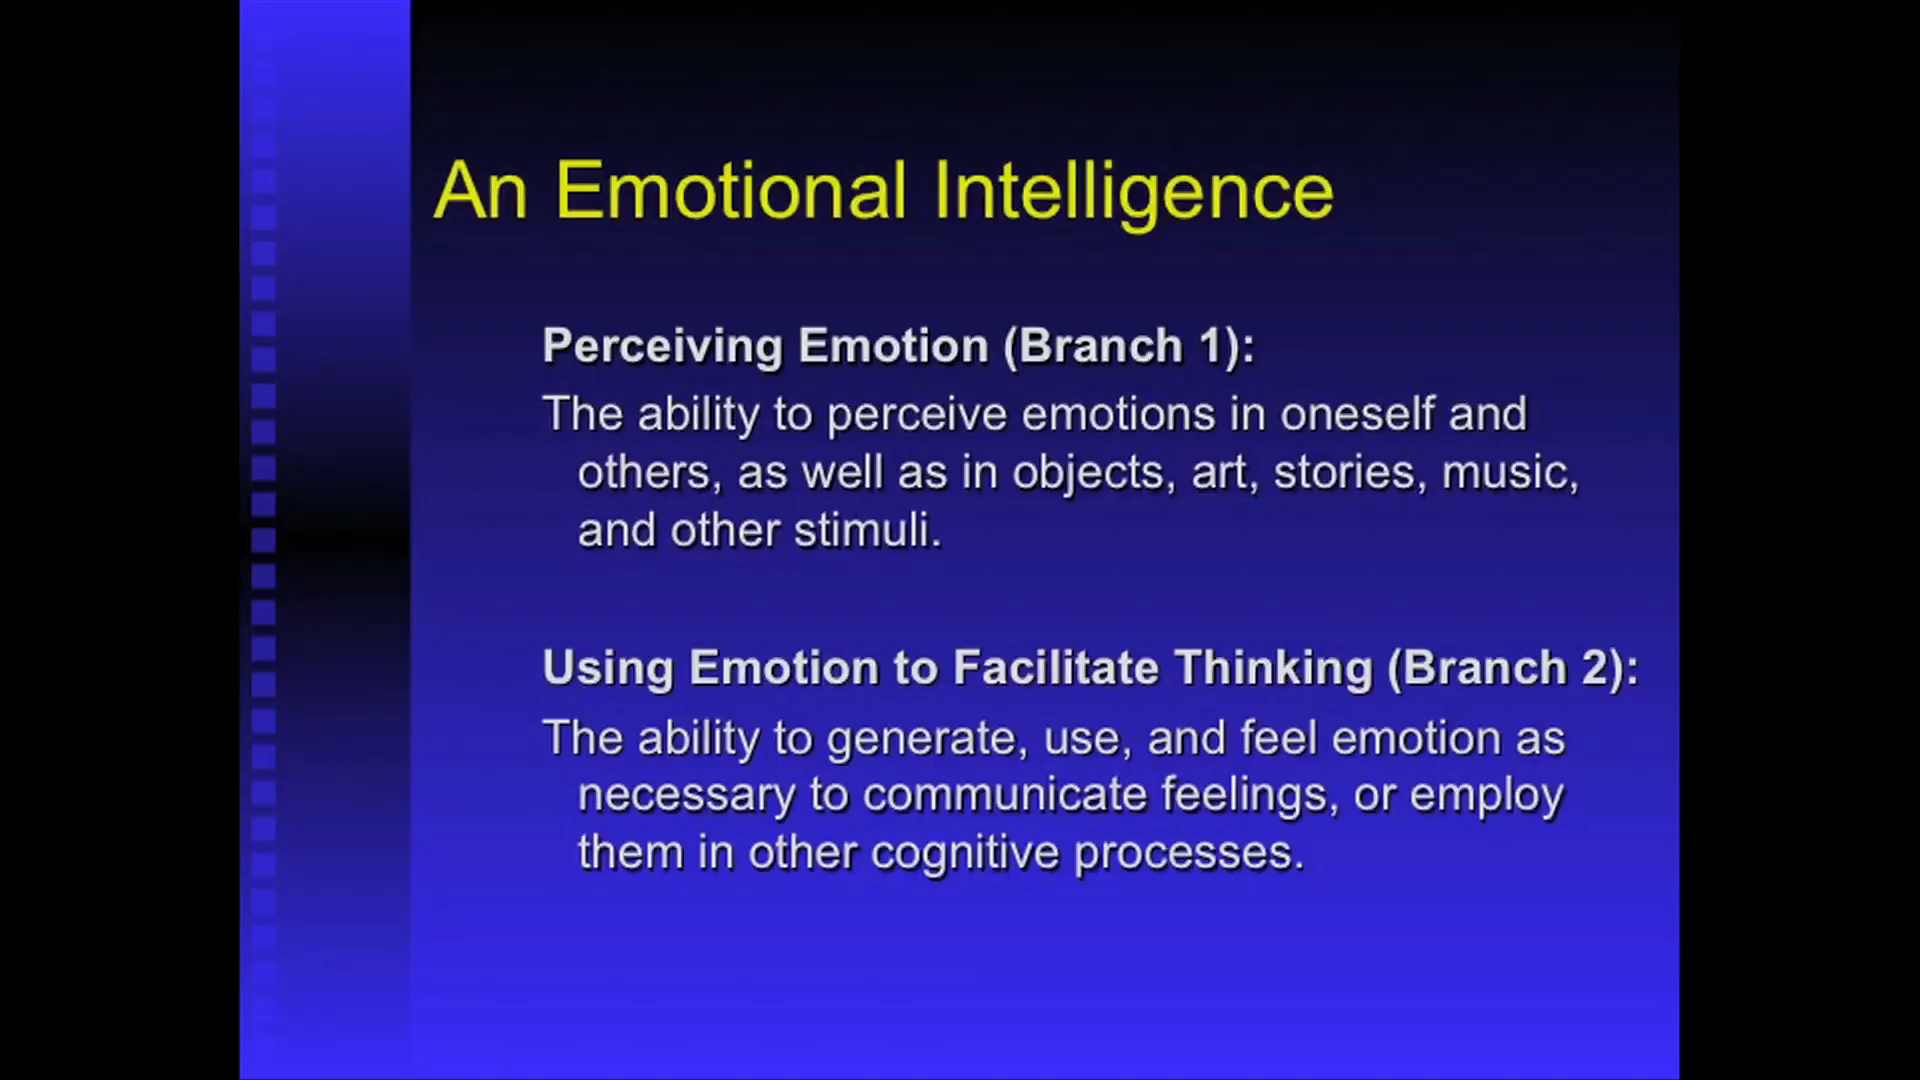 An Emotional Intelligence
Perceiving Emotion (Branch 1):
The ability to perceive emotions in oneself and
others, as well as in objects, art, stories, music,
and other stimuli.
Using Emotion to Facilitate Thinking (Branch 2):
The ability to generate, use, and feel emotion as
necessary to communicate feelings, or employ
them in other cognitive processes.